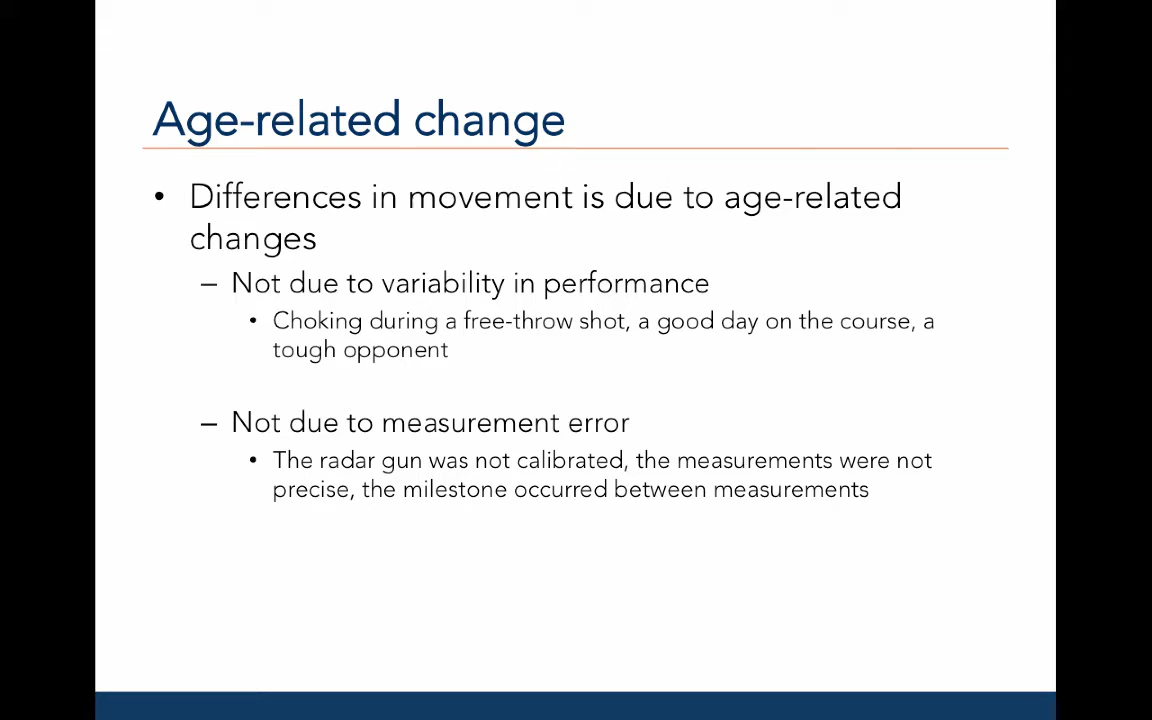 Age-related change
• Differences in movement is due to age-related
changes
– Not due to variability in performance
• Choking during a free-throw shot, a good day on the course, a
tough opponent
– Not due to measurement error
• The radar gun was not calibrated, the measurements were not
precise, the milestone occurred between measurements